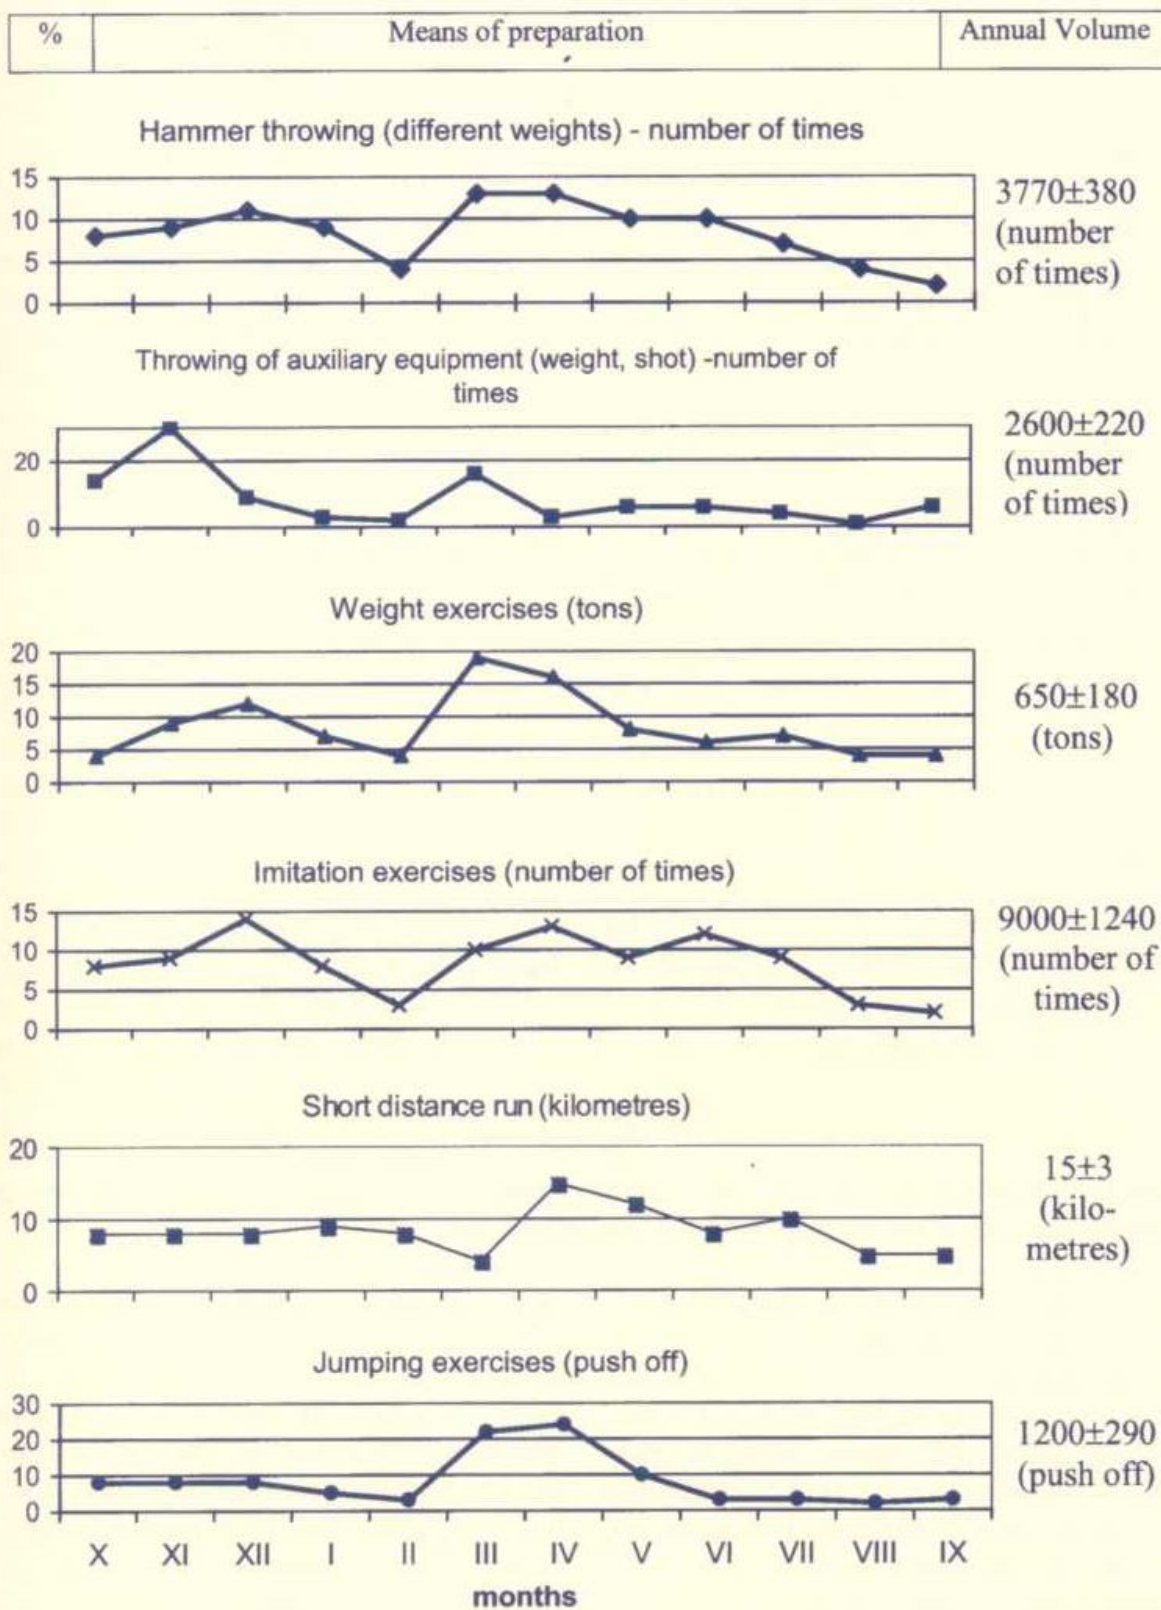 % Means of preparation Annual Volume
Hammer throwing (different weights) - number of times
15
10
5
0
3770±380
(number
of times)
Throwing of auxiliary equipment (weight, shot) -number of
times
20
0
2600±220
(number
of times)
Weight exercises (tons)
20
15
10
5
0
650±180
(tons)
Imitation exercises (number of times)
15
10
5
0
9000±1240
(number of
times)
Short distance run (kilometres)
20
10
0
15±3
(kilo-
metres)
Jumping exercises (push off)
30
20
10
0
1200±290
(push off)
X XI XII I II III IV V VI VII VIII IX
months